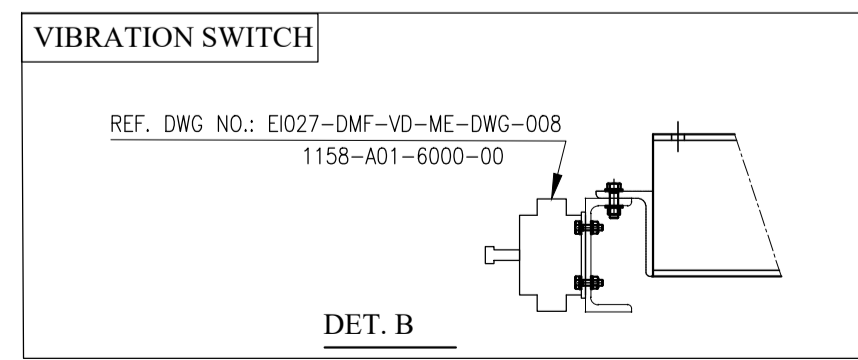 VIBRATION SWITCH
REF. DWG NO.: EI027-DMF-VD-ME-DWG-008
1158-A01-6000-00
DET. B